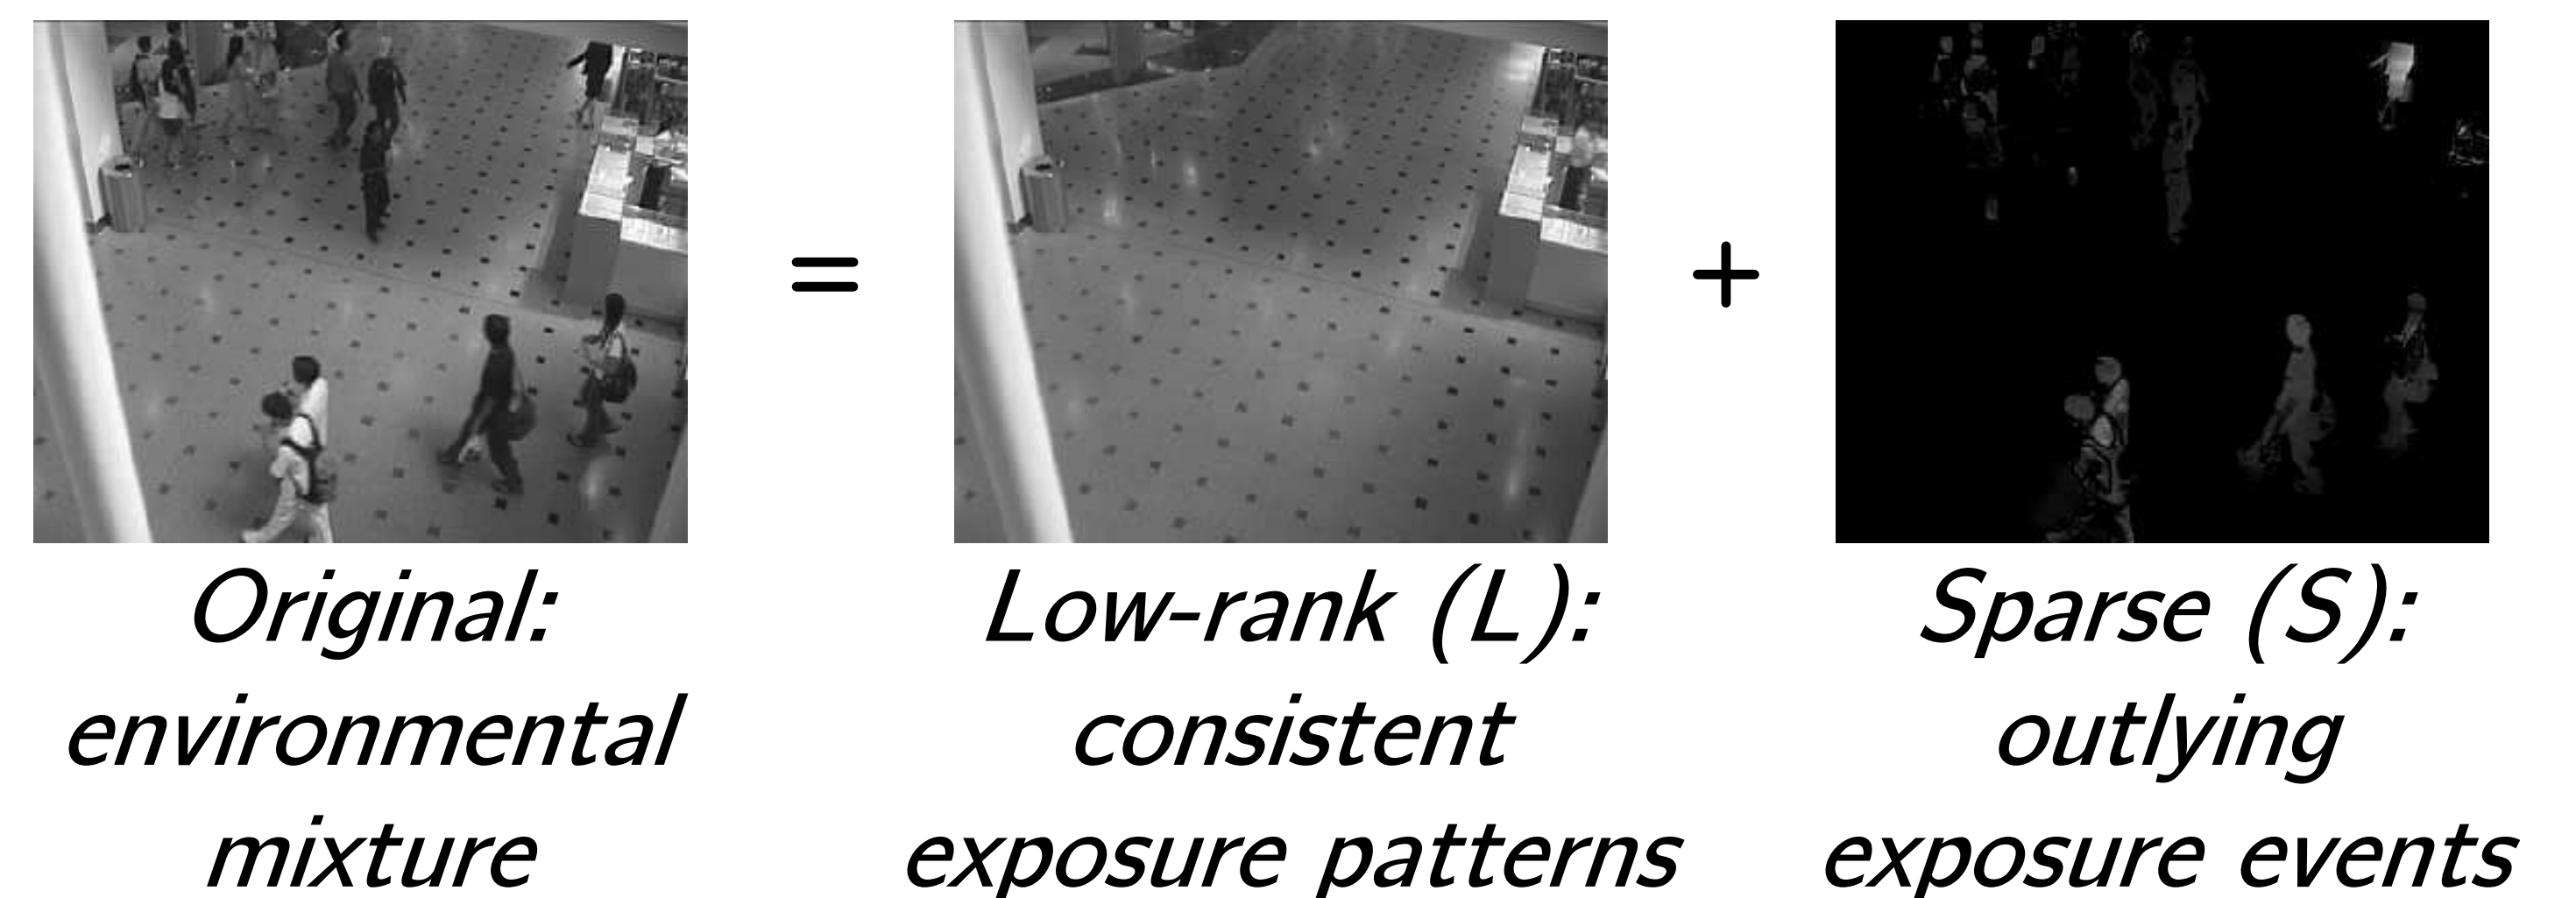 =
+
Original:
environmental
mixture
Low-rank (L):
consistent
exposure patterns
Sparse (S):
outlying
exposure events